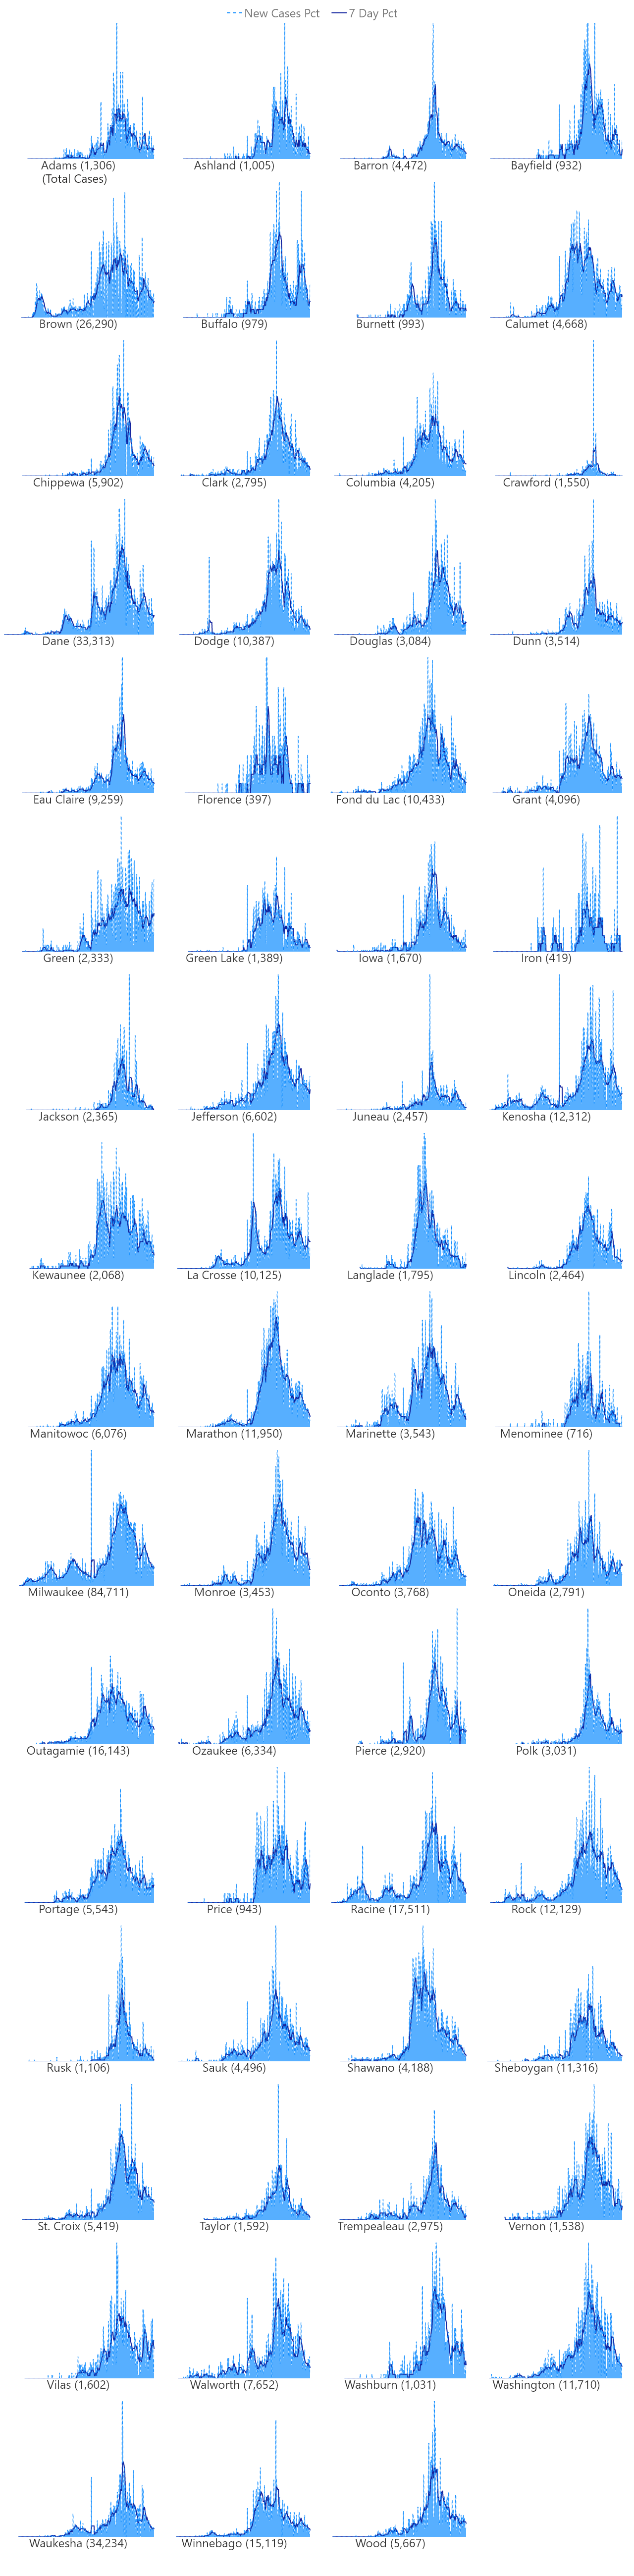 New Cases Pct 7 Day Pct
Adams (1,306) Ashland (1,005) Barron (4,472) Bayfield (932)
(Total Cases)
Brown (26,290) Buffalo (979) Burnett (993) Calumet (4,668)
Chippewa (5,902) Clark (2,795) Columbia (4,205) Crawford (1,550)
Dane (33,313) Dodge (10,387) Douglas (3,084) Dunn (3,514)
Eau Claire (9,259) Florence (397) Fond du Lac (10,433) Grant (4,096)
Green (2,333) Green Lake (1,389) Iowa (1,670) Iron (419)
Jackson (2,365) Jefferson (6,602) Juneau (2,457) Kenosha (12,312)
Kewaunee (2,068) La Crosse (10,125) Langlade (1,795) Lincoln (2,464)
Manitowoc (6,076) Marathon (11,950) Marinette (3,543) Menominee (716)
Milwaukee (84,711) Monroe (3,453) Oconto (3,768) Oneida (2,791)
Outagamie (16,143) Ozaukee (6,334) Pierce (2,920) Polk (3,031)
Portage (5,543) Price (943) Racine (17,511) Rock (12,129)
Rusk (1,106) Sauk (4,496) Shawano (4,188) Sheboygan (11,316)
St. Croix (5,419) Taylor (1,592) Trempealeau (2,975) Vernon (1,538)
Vilas (1,602) Walworth (7,652) Washburn (1,031) Washington (11,710)
Waukesha (34,234) Winnebago (15,119) Wood (5,667)